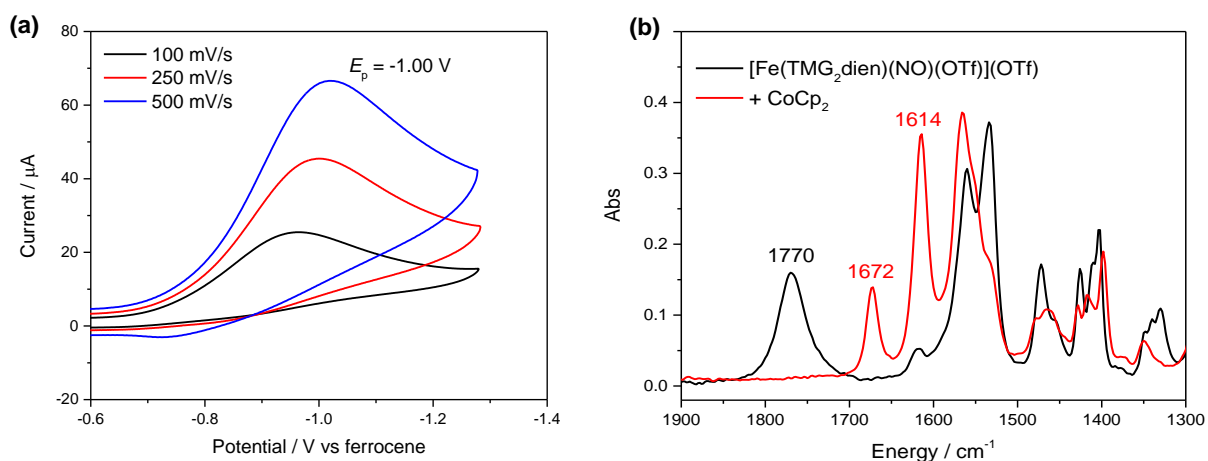 (a)
80
60
40
20
0
-20
Current / μA
100 mV/s
250 mV/s
500 mV/s
Eₚ = -1.00 V
-0.6 -0.8 -1.0 -1.2 -1.4
Potential / V vs ferrocene
(b)
0.4
0.3
0.2
0.1
0.0
Abs
[Fe(TMG₂dien)(NO)(OTf)](OTf)
+ CoCp₂
1614
1770
1672
1900 1800 1700 1600 1500 1400 1300
Energy / cm⁻¹